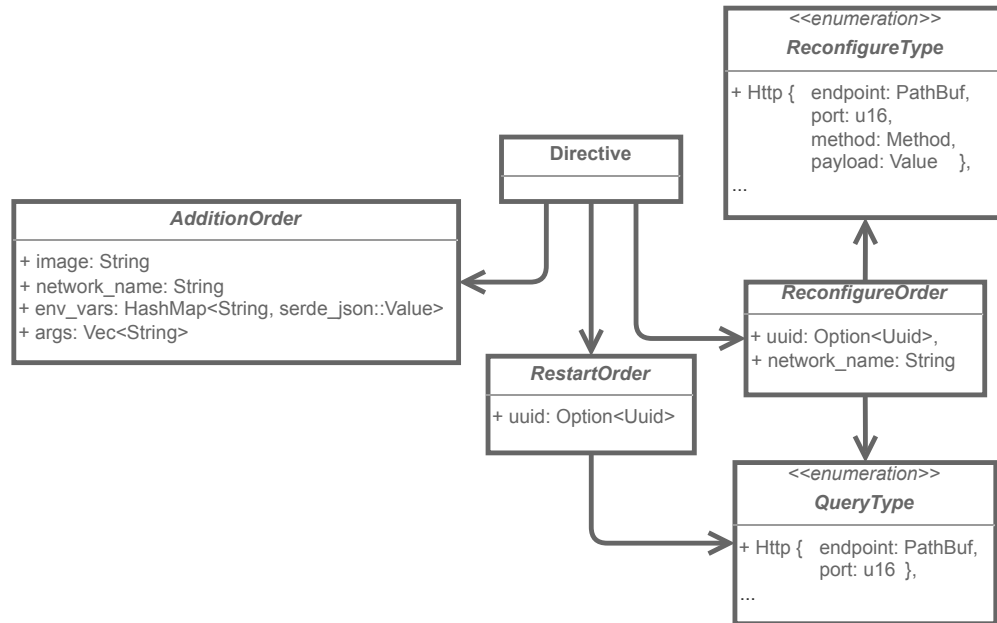 <<enumeration>>
ReconfigureType
+ Http { endpoint: PathBuf,
port: u16,
method: Method,
payload: Value },
...
Directive
AdditionOrder
+ image: String
+ network_name: String
+ env_vars: HashMap<String, serde_json::Value>
+ args: Vec<String>
ReconfigureOrder
+ uuid: Option<Uuid>,
+ network_name: String
RestartOrder
+ uuid: Option<Uuid>
<<enumeration>>
QueryType
+ Http { endpoint: PathBuf,
port: u16 },
...